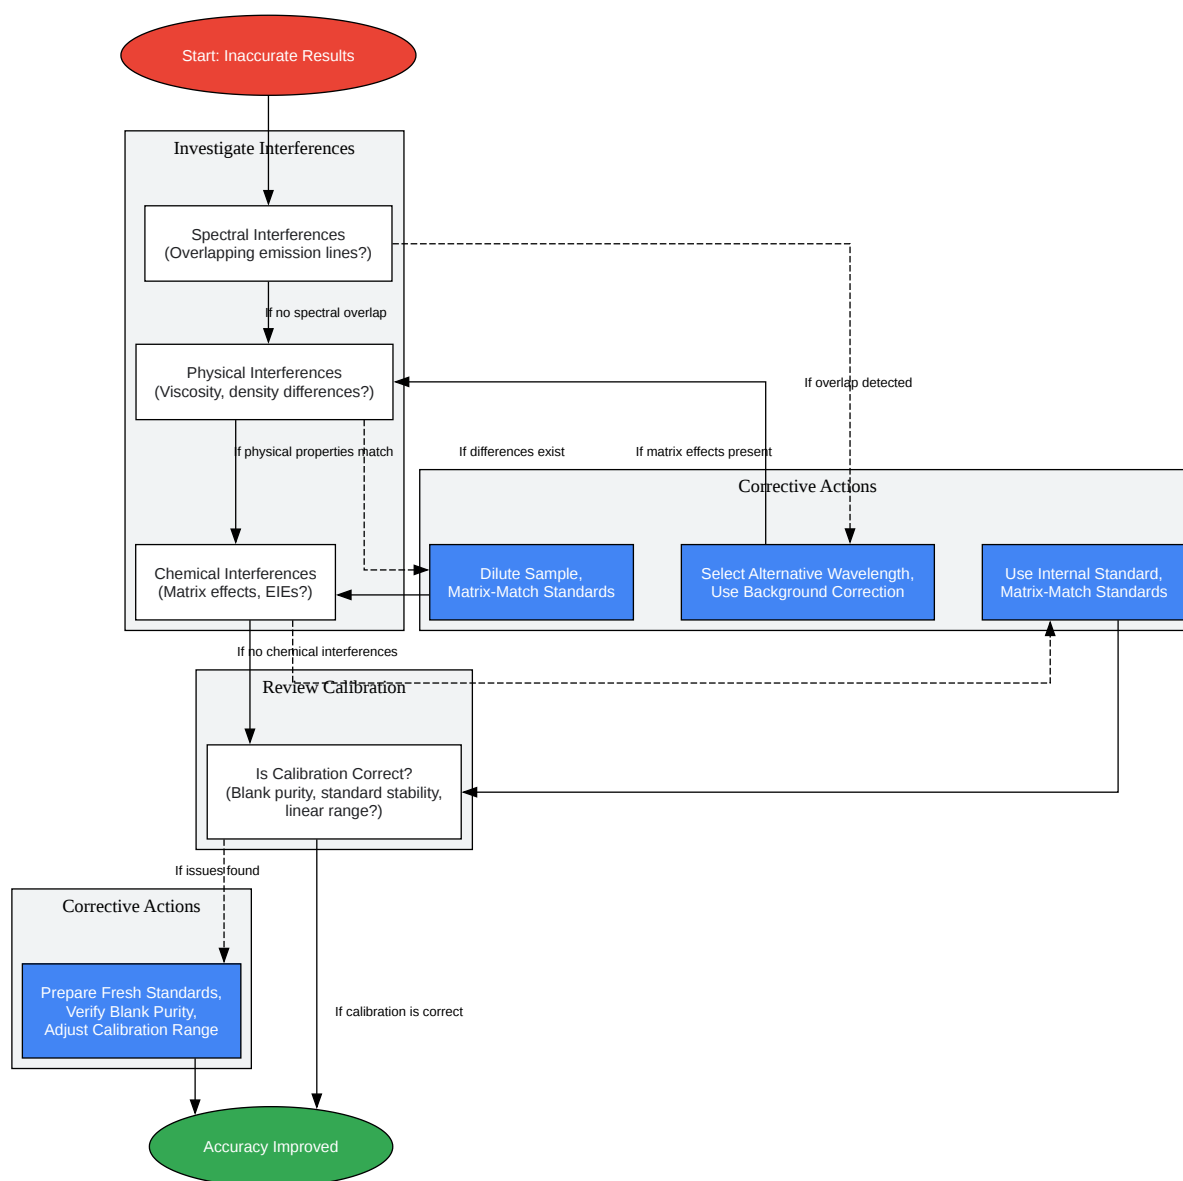 Start: Inaccurate Results
Investigate Interferences
Spectral Interferences
(Overlapping emission lines?)
If no spectral overlap
Physical Interferences
(Viscosity, density differences?)
If overlap detected
If physical properties match
If differences exist
If matrix effects present
Corrective Actions
Chemical Interferences
(Matrix effects, EIEs?)
Dilute Sample,
Matrix-Match Standards
Select Alternative Wavelength,
Use Background Correction
Use Internal Standard,
Matrix-Match Standards
If no chemical interferences
Review Calibration
Is Calibration Correct?
(Blank purity, standard stability,
linear range?)
If issues found
Corrective Actions
Prepare Fresh Standards,
Verify Blank Purity,
Adjust Calibration Range
If calibration is correct
Accuracy Improved